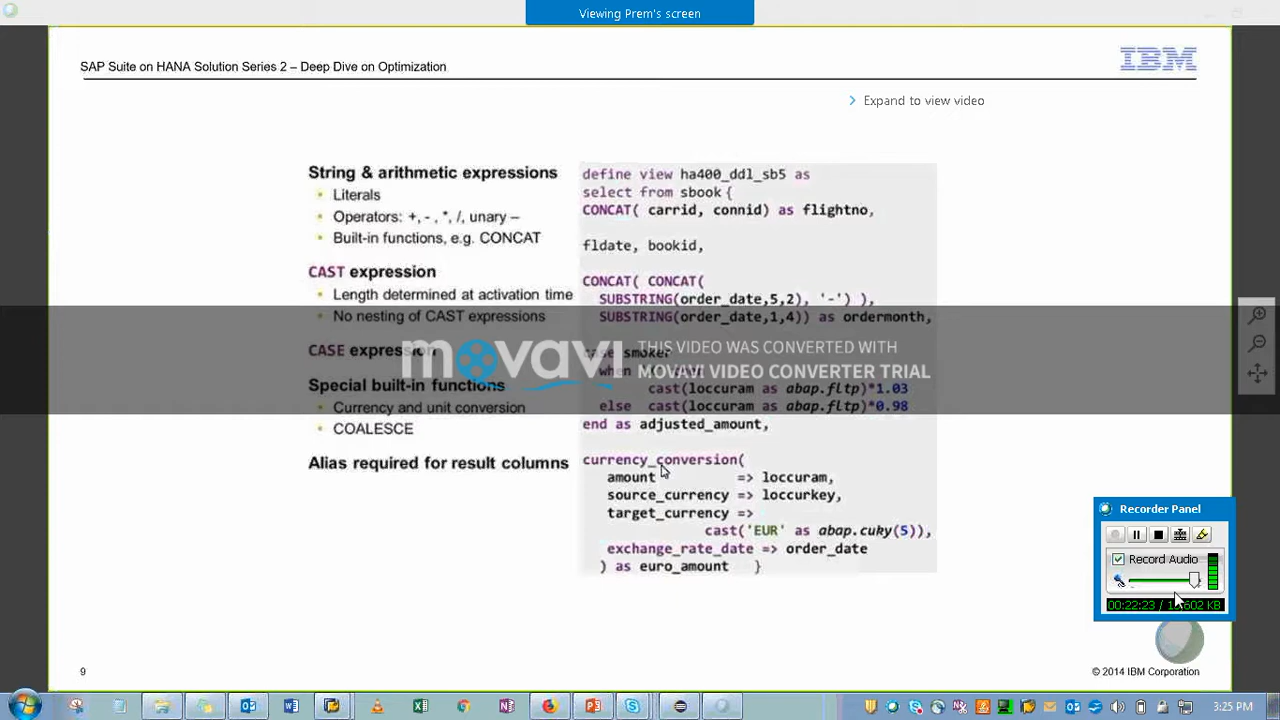 Viewing Prem's screen
SAP Suite on HANA Solution Series 2 – Deep Dive on Optimization
IBM
Expand to view video
String & arithmetic expressions
• Literals
• Operators: +, - , *, /, unary –
• Built-in functions, e.g. CONCAT
CAST expression
• Length determined at activation time
• No nesting of CAST expressions
CASE expression
Special built-in functions
• Currency and unit conversion
• COALESCE
Alias required for result columns
define view ha400_ddl_sb5 as
select from sbook {
CONCAT( carrid, connid) as flightno,
fldate, bookid,
CONCAT( CONCAT(
SUBSTRING(order_date,5,2), '-') ),
SUBSTRING(order_date,1,4)) as ordermonth,
case smoker
when
cast(loccuram as abap.fltp)*1.03
else cast(loccuram as abap.fltp)*0.98
end as adjusted_amount,
currency_conversion(
amount => loccuram,
source_currency => loccurkey,
target_currency =>
cast('EUR' as abap.cuky(5)),
exchange_rate_date => order_date
) as euro_amount }
movavi
THIS VIDEO WAS CONVERTED WITH
MOVAVI VIDEO CONVERTER TRIAL
Recorder Panel
Record Audio
00:22:23 / 602 KB
9
© 2014 IBM Corporation
3:25 PM